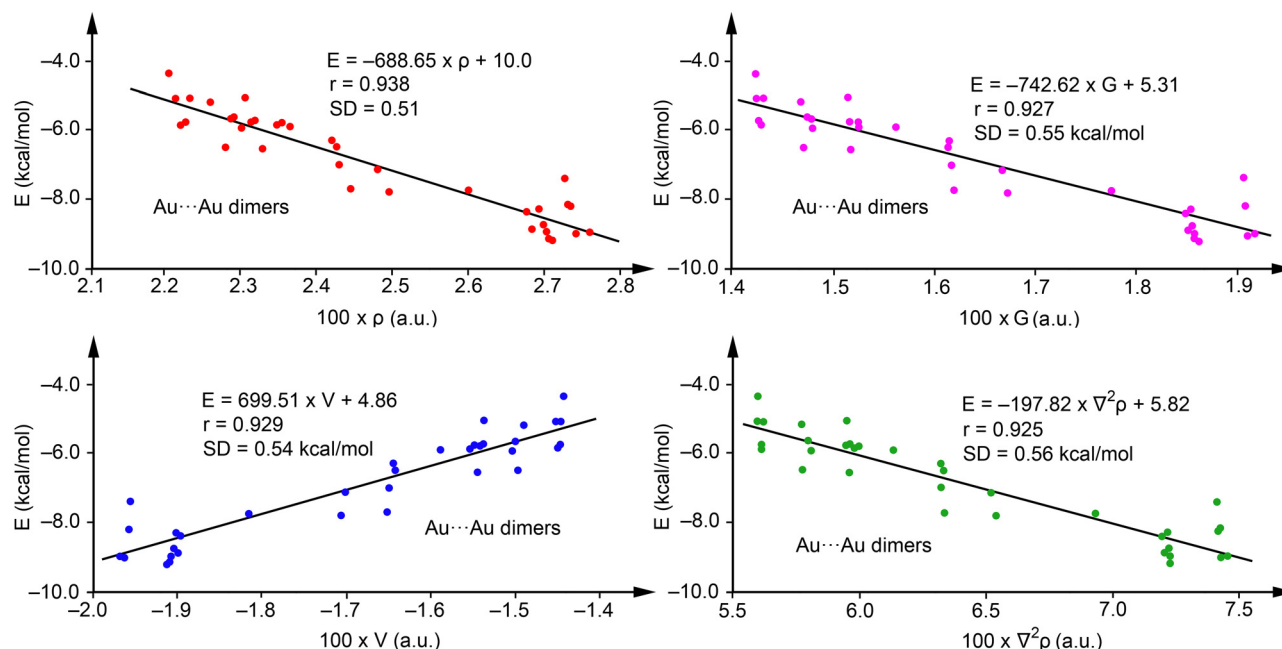 E = –688.65 x ρ + 10.0
r = 0.938
SD = 0.51
Au···Au dimers
–4.0
–6.0
–8.0
–10.0
E (kcal/mol)
2.1 2.2 2.3 2.4 2.5 2.6 2.7 2.8
100 x ρ (a.u.)
E = –742.62 x G + 5.31
r = 0.927
SD = 0.55 kcal/mol
Au···Au dimers
–4.0
–6.0
–8.0
–10.0
E (kcal/mol)
1.4 1.5 1.6 1.7 1.8 1.9
100 x G (a.u.)
E = 699.51 x V + 4.86
r = 0.929
SD = 0.54 kcal/mol
Au···Au dimers
–4.0
–6.0
–8.0
–10.0
E (kcal/mol)
–2.0 –1.9 –1.8 –1.7 –1.6 –1.5 –1.4
100 x V (a.u.)
E = –197.82 x ∇²ρ + 5.82
r = 0.925
SD = 0.56 kcal/mol
Au···Au dimers
–4.0
–6.0
–8.0
–10.0
E (kcal/mol)
5.5 6.0 6.5 7.0 7.5
100 x ∇²ρ (a.u.)